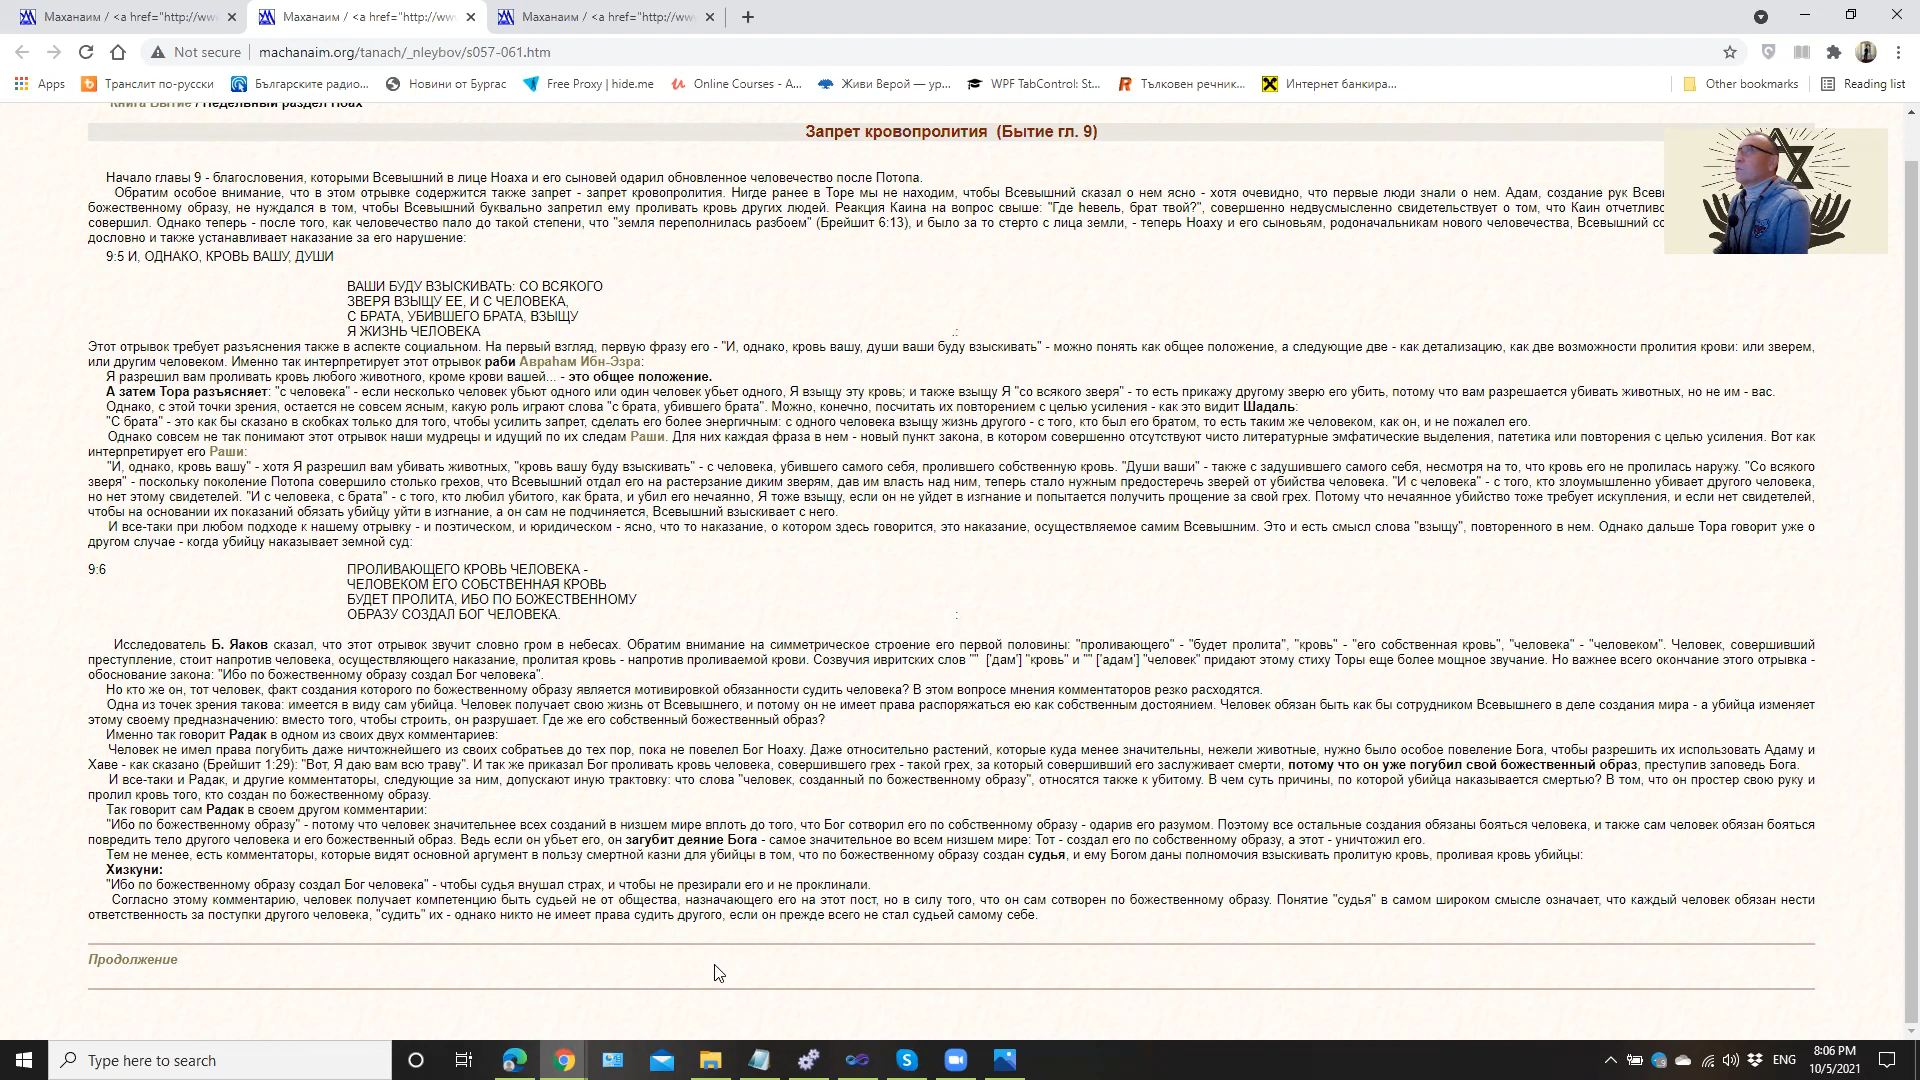 Маханаим / <a href="http://ww
Маханаим / <a href="http://ww
Маханаим / <a href="http://ww
Not secure
machanaim.org/tanach/_nleybov/s057-061.htm
Apps
Транслит по-русски
Българските радио...
Новини от Бургас
Free Proxy | hide.me
Online Courses - A...
Живи Верой — ур...
WPF TabControl: St...
Тълковен речник...
Интернет банкира...
Other bookmarks
Reading list
Книга Бытие / Недельный раздел Ноах
Запрет кровопролития (Бытие гл. 9)
Начало главы 9 - благословения, которыми Всевышний в лице Ноаха и его сыновей одарил обновленное человечество после Потопа.
Обратим особое внимание, что в этом отрывке содержится также запрет - запрет кровопролития. Нигде ранее в Торе мы не находим, чтобы Всевышний сказал о нем ясно - хотя очевидно, что первые люди знали о нем. Адам, создание рук Всев
божественному образу, не нуждался в том, чтобы Всевышний буквально запретил ему проливать кровь других людей. Реакция Каина на вопрос свыше: "Где hевель, брат твой?", совершенно недвусмысленно свидетельствует о том, что Каин отчетливо
совершил. Однако теперь - после того, как человечество пало до такой степени, что "земля переполнилась разбоем" (Брейшит 6:13), и было за то стерто с лица земли, - теперь Ноаху и его сыновьям, родоначальникам нового человечества, Всевышний со
дословно и также устанавливает наказание за его нарушение:
9:5 И, ОДНАКО, КРОВЬ ВАШУ, ДУШИ
ВАШИ БУДУ ВЗЫСКИВАТЬ: СО ВСЯКОГО
ЗВЕРЯ ВЗЫЩУ ЕЕ, И С ЧЕЛОВЕКА,
С БРАТА, УБИВШЕГО БРАТА, ВЗЫЩУ
Я ЖИЗНЬ ЧЕЛОВЕКА .:
Этот отрывок требует разъяснения также в аспекте социальном. На первый взгляд, первую фразу его - "И, однако, кровь вашу, души ваши буду взыскивать" - можно понять как общее положение, а следующие две - как детализацию, как две возможности пролития крови: или зверем,
или другим человеком. Именно так интерпретирует этот отрывок раби Авраhам Ибн-Эзра:
Я разрешил вам проливать кровь любого животного, кроме крови вашей... - это общее положение.
А затем Тора разъясняет: "с человека" - если несколько человек убьют одного или один человек убьет одного, Я взыщу эту кровь; и также взыщу Я "со всякого зверя" - то есть прикажу другому зверю его убить, потому что вам разрешается убивать животных, но не им - вас.
Однако, с этой точки зрения, остается не совсем ясным, какую роль играют слова "с брата, убившего брата". Можно, конечно, посчитать их повторением с целью усиления - как это видит Шадаль:
"С брата" - это как бы сказано в скобках только для того, чтобы усилить запрет, сделать его более энергичным: с одного человека взыщу жизнь другого - с того, кто был его братом, то есть таким же человеком, как он, и не пожалел его.
Однако совсем не так понимают этот отрывок наши мудрецы и идущий по их следам Раши. Для них каждая фраза в нем - новый пункт закона, в котором совершенно отсутствуют чисто литературные эмфатические выделения, патетика или повторения с целью усиления. Вот как
интерпретирует его Раши:
"И, однако, кровь вашу" - хотя Я разрешил вам убивать животных, "кровь вашу буду взыскивать" - с человека, убившего самого себя, пролившего собственную кровь. "Души ваши" - также с задушившего самого себя, несмотря на то, что кровь его не пролилась наружу. "Со всякого
зверя" - поскольку поколение Потопа совершило столько грехов, что Всевышний отдал его на растерзание диким зверям, дав им власть над ним, теперь стало нужным предостеречь зверей от убийства человека. "И с человека" - с того, кто злоумышленно убивает другого человека,
но нет этому свидетелей. "И с человека, с брата" - с того, кто любил убитого, как брата, и убил его нечаянно, Я тоже взыщу, если он не уйдет в изгнание и попытается получить прощение за свой грех. Потому что нечаянное убийство тоже требует искупления, и если нет свидетелей,
чтобы на основании их показаний обязать убийцу уйти в изгнание, а он сам не подчиняется, Всевышний взыскивает с него.
И все-таки при любом подходе к нашему отрывку - и поэтическом, и юридическом - ясно, что то наказание, о котором здесь говорится, это наказание, осуществляемое самим Всевышним. Это и есть смысл слова "взыщу", повторенного в нем. Однако дальше Тора говорит уже о
другом случае - когда убийцу наказывает земной суд:
9:6 ПРОЛИВАЮЩЕГО КРОВЬ ЧЕЛОВЕКА -
ЧЕЛОВЕКОМ ЕГО СОБСТВЕННАЯ КРОВЬ
БУДЕТ ПРОЛИТА, ИБО ПО БОЖЕСТВЕННОМУ
ОБРАЗУ СОЗДАЛ БОГ ЧЕЛОВЕКА. :
Исследователь Б. Яаков сказал, что этот отрывок звучит словно гром в небесах. Обратим внимание на симметрическое строение его первой половины: "проливающего" - "будет пролита", "кровь" - "его собственная кровь", "человека" - "человеком". Человек, совершивший
преступление, стоит напротив человека, осуществляющего наказание, пролитая кровь - напротив проливаемой крови. Созвучия ивритских слов "" ['дам'] "кровь" и "" ['адам'] "человек" придают этому стиху Торы еще более мощное звучание. Но важнее всего окончание этого отрывка -
обоснование закона: "Ибо по божественному образу создал Бог человека".
Но кто же он, тот человек, факт создания которого по божественному образу является мотивировкой обязанности судить человека? В этом вопросе мнения комментаторов резко расходятся.
Одна из точек зрения такова: имеется в виду сам убийца. Человек получает свою жизнь от Всевышнего, и потому он не имеет права распоряжаться ею как собственным достоянием. Человек обязан быть как бы сотрудником Всевышнего в деле создания мира - а убийца изменяет
этому своему предназначению: вместо того, чтобы строить, он разрушает. Где же его собственный божественный образ?
Именно так говорит Радак в одном из своих двух комментариев:
Человек не имел права погубить даже ничтожнейшего из своих собратьев до тех пор, пока не повелел Бог Ноаху. Даже относительно растений, которые куда менее значительны, нежели животные, нужно было особое повеление Бога, чтобы разрешить их использовать Адаму и
Хаве - как сказано (Брейшит 1:29): "Вот, Я даю вам всю траву". И так же приказал Бог проливать кровь человека, совершившего грех - такой грех, за который совершивший его заслуживает смерти, потому что он уже погубил свой божественный образ, преступив заповедь Бога.
И все-таки и Радак, и другие комментаторы, следующие за ним, допускают иную трактовку: что слова "человек, созданный по божественному образу", относятся также к убитому. В чем суть причины, по которой убийца наказывается смертью? В том, что он простер свою руку и
пролил кровь того, кто создан по божественному образу.
Так говорит сам Радак в своем другом комментарии:
"Ибо по божественному образу" - потому что человек значительнее всех созданий в низшем мире вплоть до того, что Бог сотворил его по собственному образу - одарив его разумом. Поэтому все остальные создания обязаны бояться человека, и также сам человек обязан бояться
повредить тело другого человека и его божественный образ. Ведь если он убьет его, он загубит деяние Бога - самое значительное во всем низшем мире: Тот - создал его по собственному образу, а этот - уничтожил его.
Тем не менее, есть комментаторы, которые видят основной аргумент в пользу смертной казни для убийцы в том, что по божественному образу создан судья, и ему Богом даны полномочия взыскивать пролитую кровь, проливая кровь убийцы:
Хизкуни:
"Ибо по божественному образу создал Бог человека" - чтобы судья внушал страх, и чтобы не презирали его и не проклинали.
Согласно этому комментарию, человек получает компетенцию быть судьей не от общества, назначающего его на этот пост, но в силу того, что он сам сотворен по божественному образу. Понятие "судья" в самом широком смысле означает, что каждый человек обязан нести
ответственность за поступки другого человека, "судить" их - однако никто не имеет права судить другого, если он прежде всего не стал судьей самому себе.
Продолжение
Type here to search
ENG
8:06 PM
10/5/2021